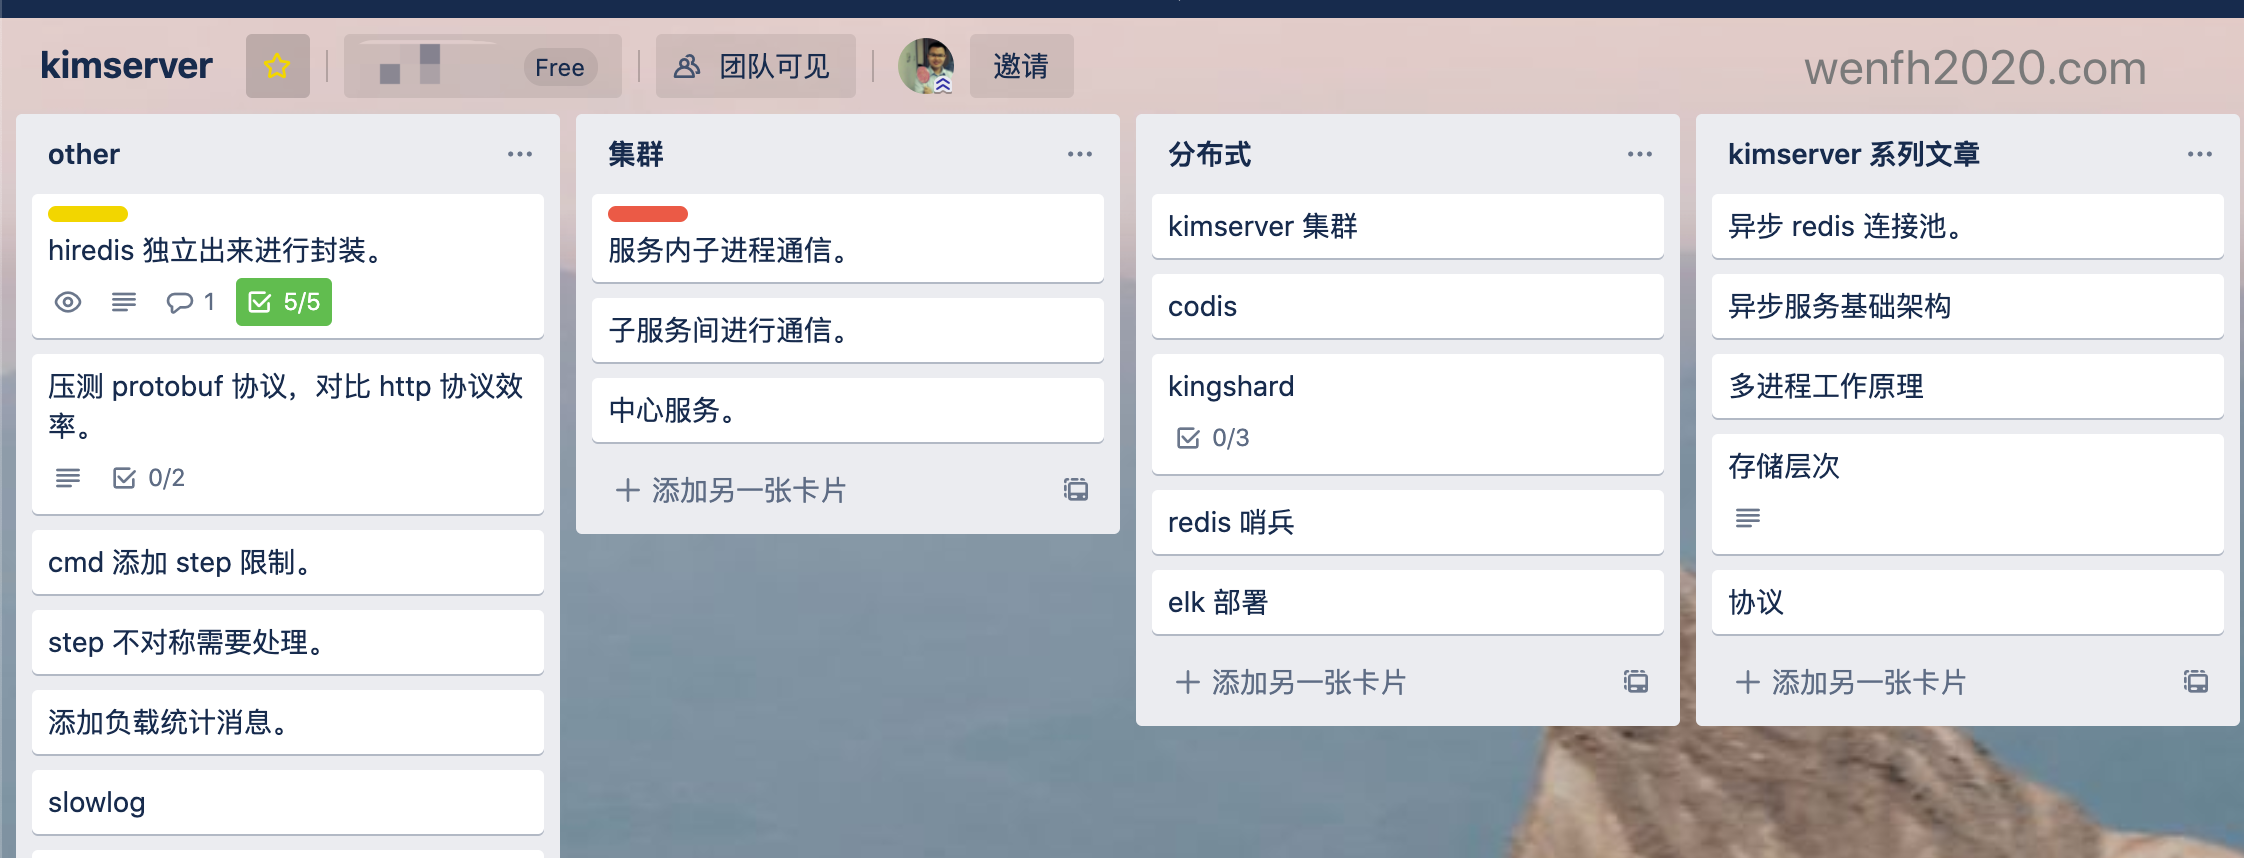 kimserver
Free
团队可见
邀请
wenfh2020.com
other
hiredis 独立出来进行封装。
1
5/5
压测 protobuf 协议，对比 http 协议效
率。
0/2
cmd 添加 step 限制。
step 不对称需要处理。
添加负载统计消息。
slowlog
集群
服务内子进程通信。
子服务间进行通信。
中心服务。
添加另一张卡片
分布式
kimserver 集群
codis
kingshard
0/3
redis 哨兵
elk 部署
添加另一张卡片
kimserver 系列文章
异步 redis 连接池。
异步服务基础架构
多进程工作原理
存储层次
协议
添加另一张卡片